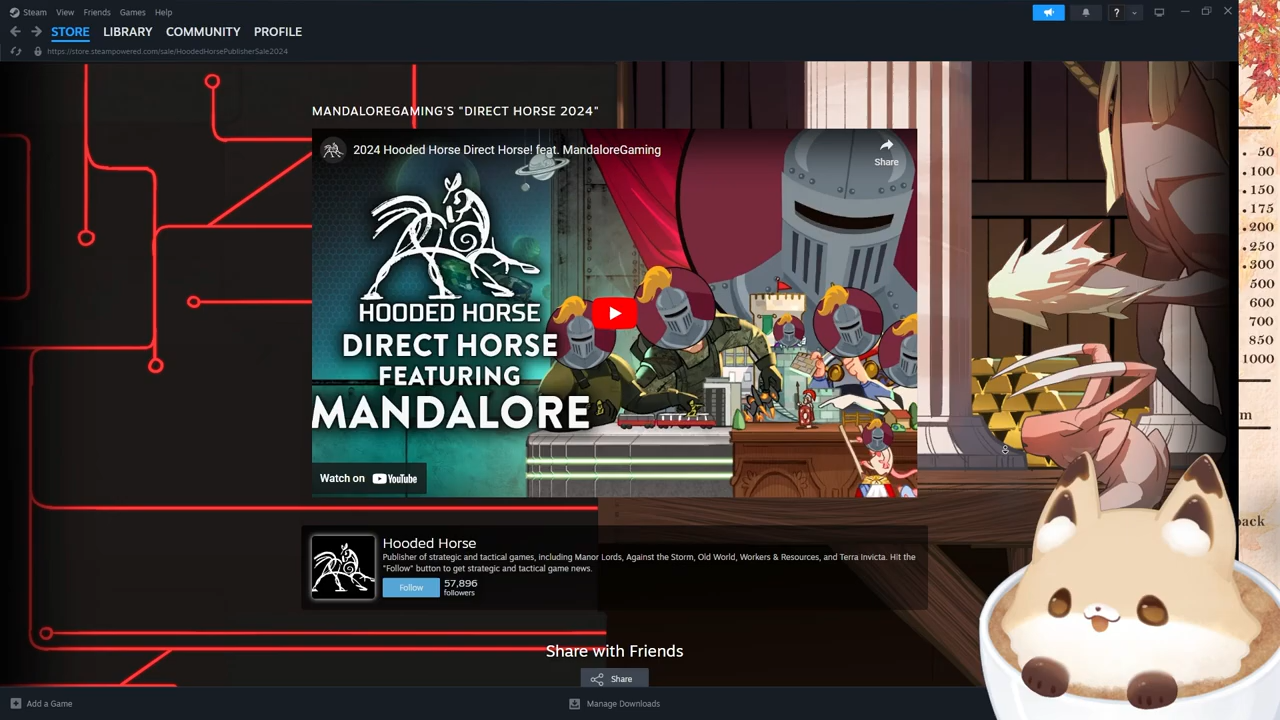 Steam View Friends Games Help
STORE LIBRARY COMMUNITY PROFILE
https://store.steampowered.com/sale/HoodedHorsePublisherSale2024
MANDALOREGAMING'S "DIRECT HORSE 2024"
2024 Hooded Horse Direct Horse! feat. MandaloreGaming
Share
HOODED HORSE
DIRECT HORSE
FEATURING
MANDALORE
Watch on YouTube
Hooded Horse
Publisher of strategic and tactical games, including Manor Lords, Against the Storm, Old World, Workers & Resources, and Terra Invicta. Hit the
"Follow" button to get strategic and tactical game news.
Follow
57,896
followers
Share with Friends
Share
Add a Game
Manage Downloads
50
100
150
175
200
250
300
500
600
700
850
1000
m
back